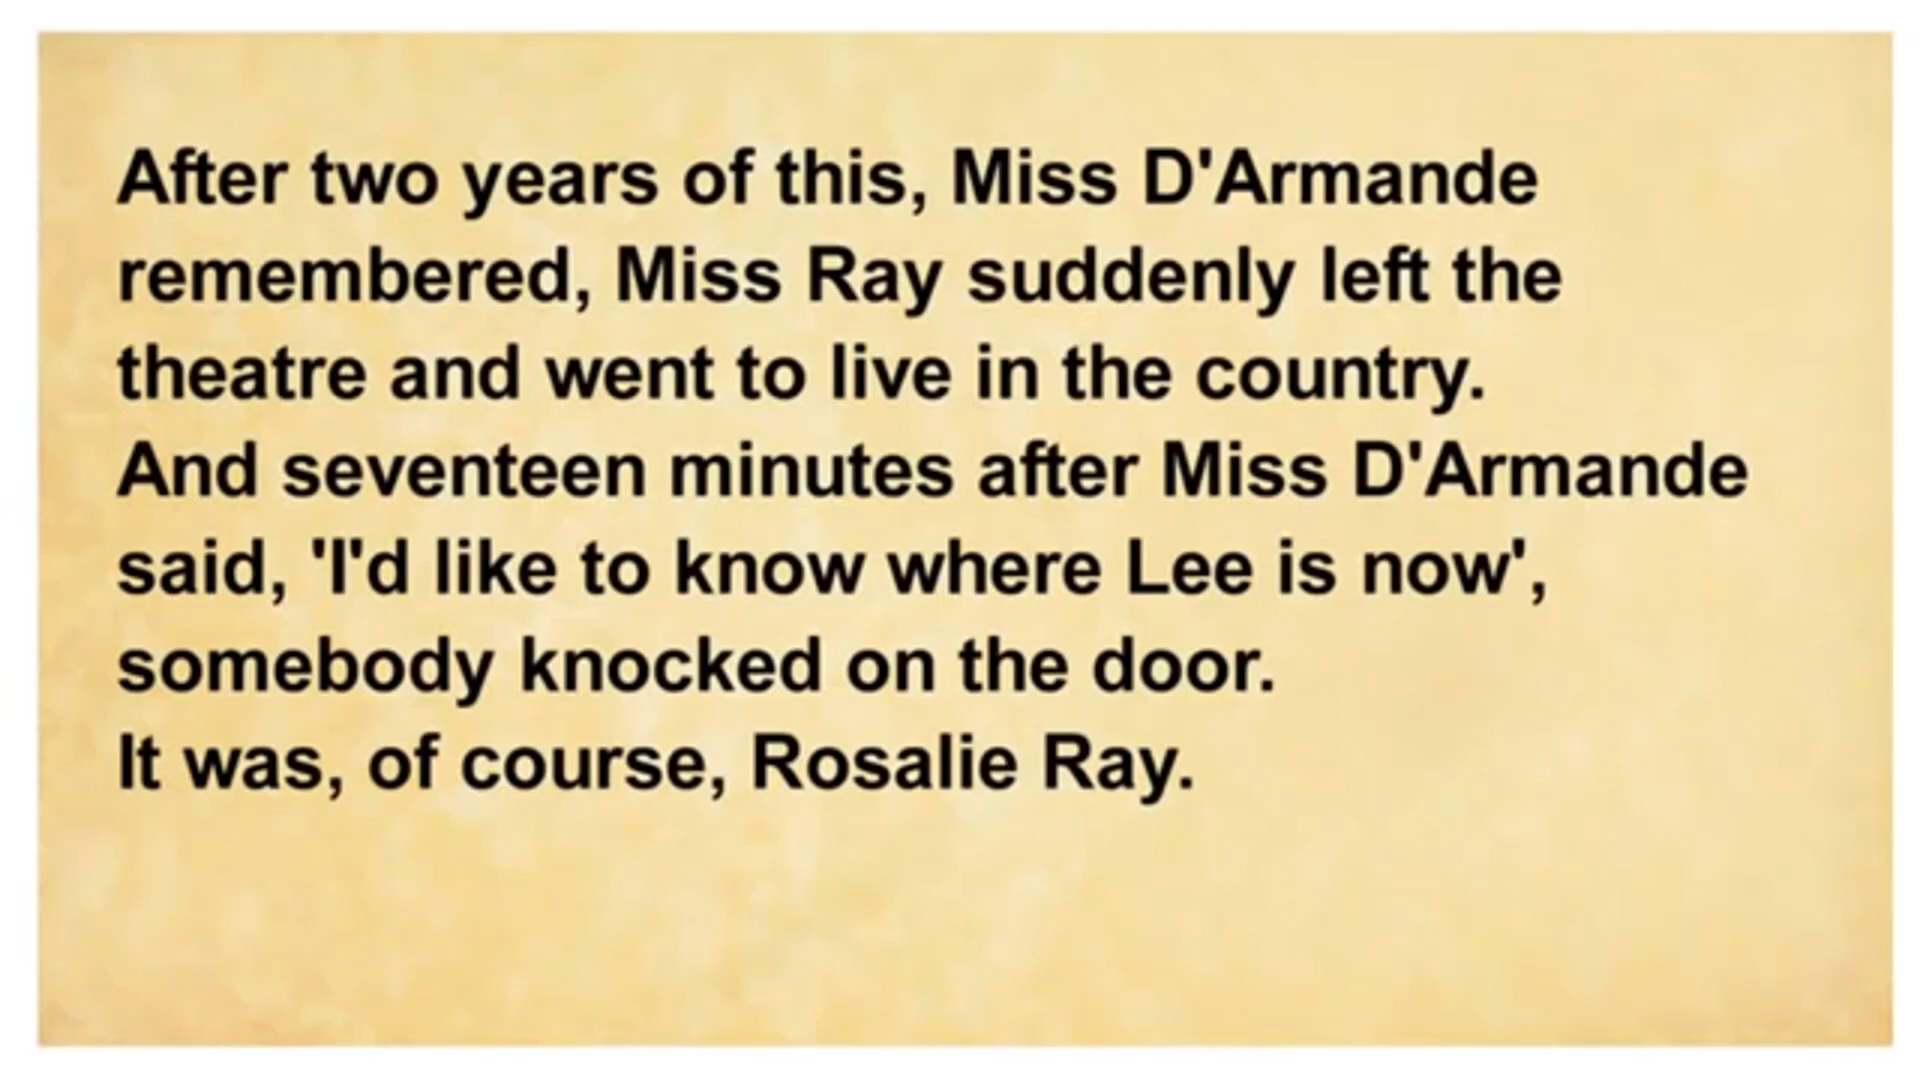 After two years of this, Miss D'Armande
remembered, Miss Ray suddenly left the
theatre and went to live in the country.
And seventeen minutes after Miss D'Armande
said, 'I'd like to know where Lee is now',
somebody knocked on the door.
It was, of course, Rosalie Ray.